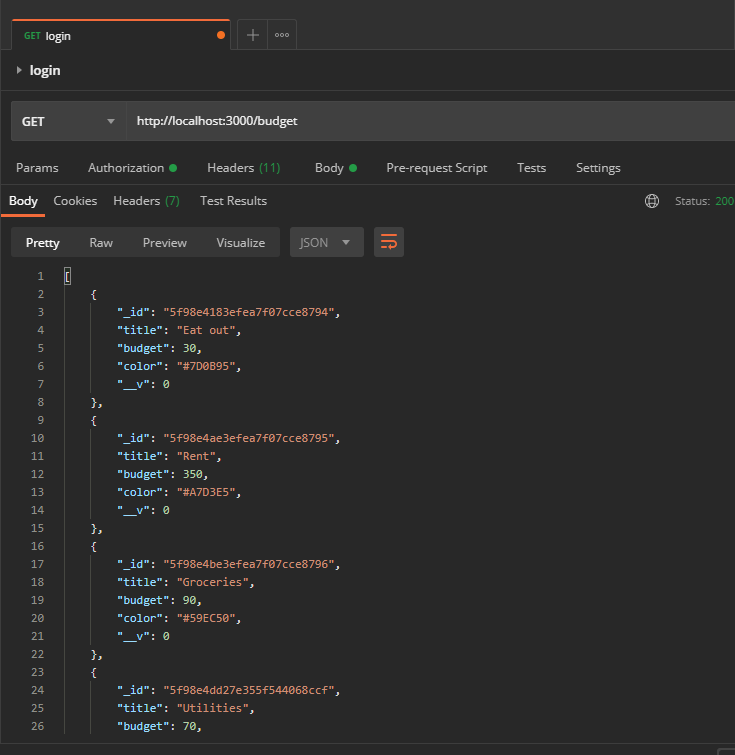 GET login
login
GET http://localhost:3000/budget
Params Authorization Headers (11) Body Pre-request Script Tests Settings
Body Cookies Headers (7) Test Results Status: 200
Pretty Raw Preview Visualize JSON
1 [
2 {
3 "_id": "5f98e4183efea7f07cce8794",
4 "title": "Eat out",
5 "budget": 30,
6 "color": "#7D0B95",
7 "__v": 0
8 },
9 {
10 "_id": "5f98e4ae3efea7f07cce8795",
11 "title": "Rent",
12 "budget": 350,
13 "color": "#A7D3E5",
14 "__v": 0
15 },
16 {
17 "_id": "5f98e4be3efea7f07cce8796",
18 "title": "Groceries",
19 "budget": 90,
20 "color": "#59EC50",
21 "__v": 0
22 },
23 {
24 "_id": "5f98e4dd27e355f544068ccf",
25 "title": "Utilities",
26 "budget": 70,